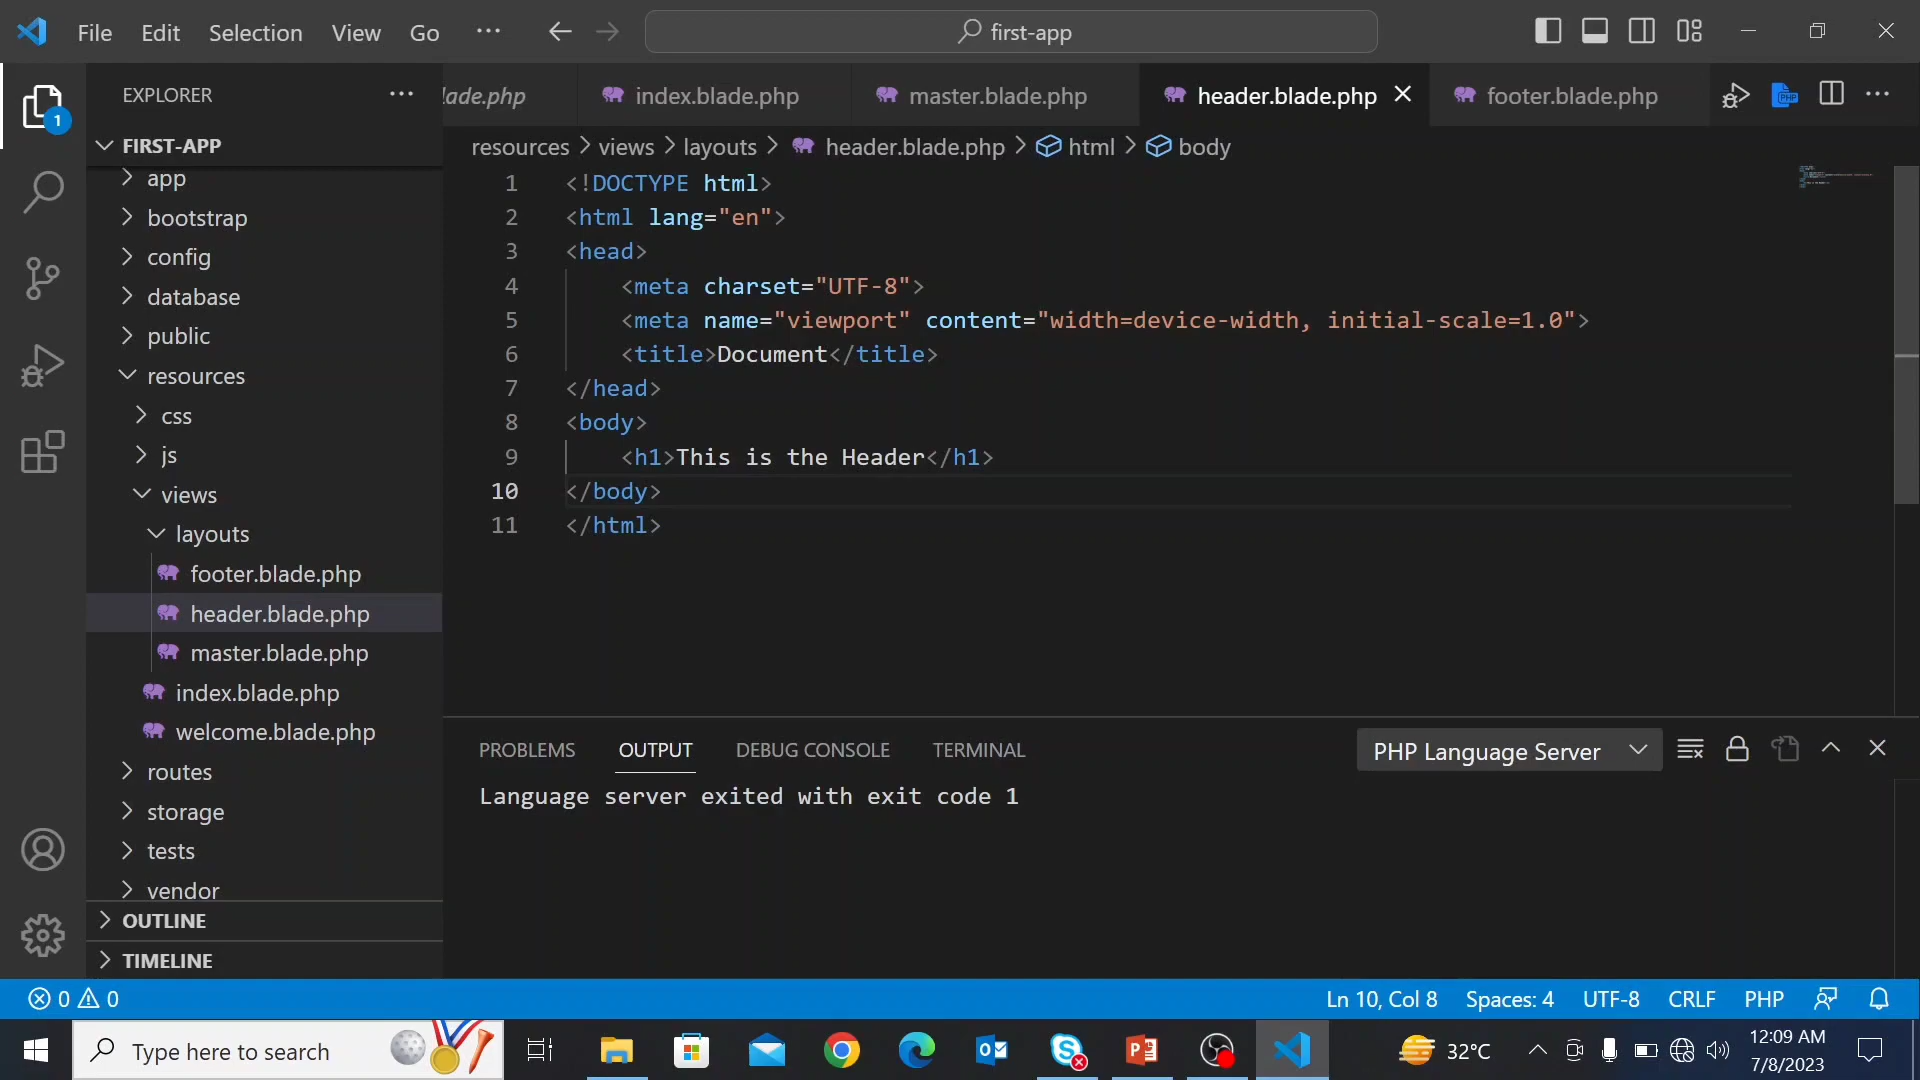 File Edit Selection View Go ··· first-app
EXPLORER ···
lade.php index.blade.php master.blade.php header.blade.php footer.blade.php
1
FIRST-APP
resources > views > layouts > header.blade.php > html > body
app
bootstrap
config
database
public
resources
css
js
views
layouts
footer.blade.php
header.blade.php
master.blade.php
index.blade.php
welcome.blade.php
routes
storage
tests
vendor
OUTLINE
TIMELINE
1 <!DOCTYPE html>
2 <html lang="en">
3 <head>
4 <meta charset="UTF-8">
5 <meta name="viewport" content="width=device-width, initial-scale=1.0">
6 <title>Document</title>
7 </head>
8 <body>
9 <h1>This is the Header</h1>
10 </body>
11 </html>
PROBLEMS OUTPUT DEBUG CONSOLE TERMINAL PHP Language Server
Language server exited with exit code 1
0 0 Ln 10, Col 8 Spaces: 4 UTF-8 CRLF PHP
Type here to search 32°C 12:09 AM
7/8/2023